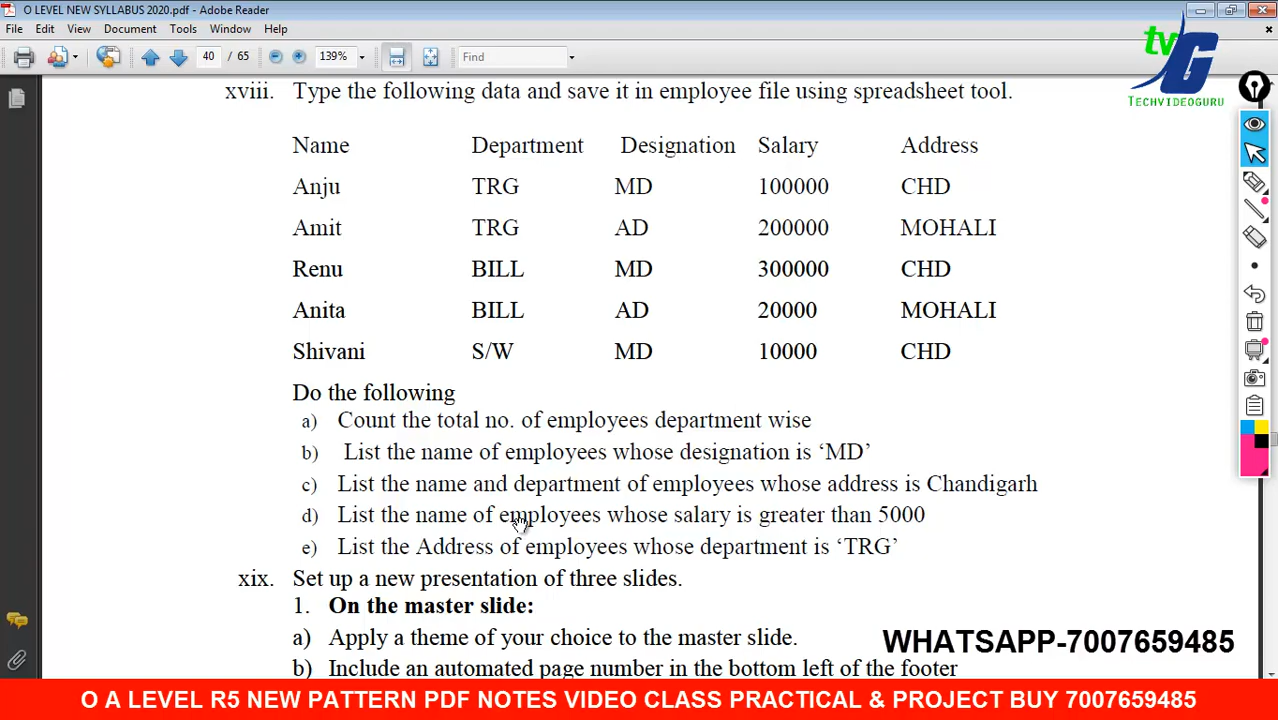 O LEVEL NEW SYLLABUS 2020.pdf - Adobe Reader
File Edit View Document Tools Window Help
40 / 65 139% Find
tv G
TECHVIDEOGURU
xviii. Type the following data and save it in employee file using spreadsheet tool.
Name Department Designation Salary Address
Anju TRG MD 100000 CHD
Amit TRG AD 200000 MOHALI
Renu BILL MD 300000 CHD
Anita BILL AD 20000 MOHALI
Shivani S/W MD 10000 CHD
Do the following
a) Count the total no. of employees department wise
b) List the name of employees whose designation is ‘MD’
c) List the name and department of employees whose address is Chandigarh
d) List the name of employees whose salary is greater than 5000
e) List the Address of employees whose department is ‘TRG’
xix. Set up a new presentation of three slides.
1. On the master slide:
a) Apply a theme of your choice to the master slide.
b) Include an automated page number in the bottom left of the footer
WHATSAPP-7007659485
O A LEVEL R5 NEW PATTERN PDF NOTES VIDEO CLASS PRACTICAL & PROJECT BUY 7007659485